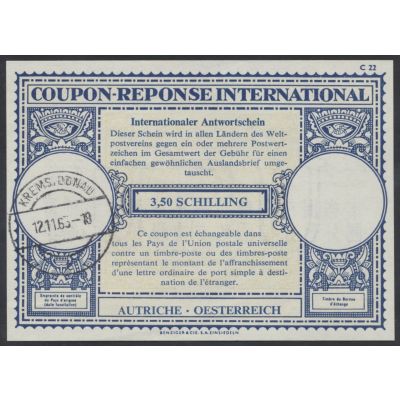 C 22
COUPON-REPONSE INTERNATIONAL
Internationaler Antwortschein
Dieser Schein wird in allen Ländern des Welt-
postvereins gegen ein oder mehrere Postwert-
zeichen im Gesamtwert der Gebühr für einen
einfachen gewöhnlichen Auslandsbrief umge-
tauscht.
3,50 SCHILLING
KREMS, DONAU
12.11.65-18
Ce coupon est échangeable dans
tous les Pays de l'Union postale universelle
contre un timbre-poste ou des timbres-poste
représentant le montant de l'affranchissement
d'une lettre ordinaire de port simple à desti-
nation de l'étranger.
Empreinte de contrôle
du Pays d'origine
(date facultative)
Timbre du Bureau
d'échange
AUTRICHE - OESTERREICH
BENZIGER & CIE. S.A. EINSIEDELN.